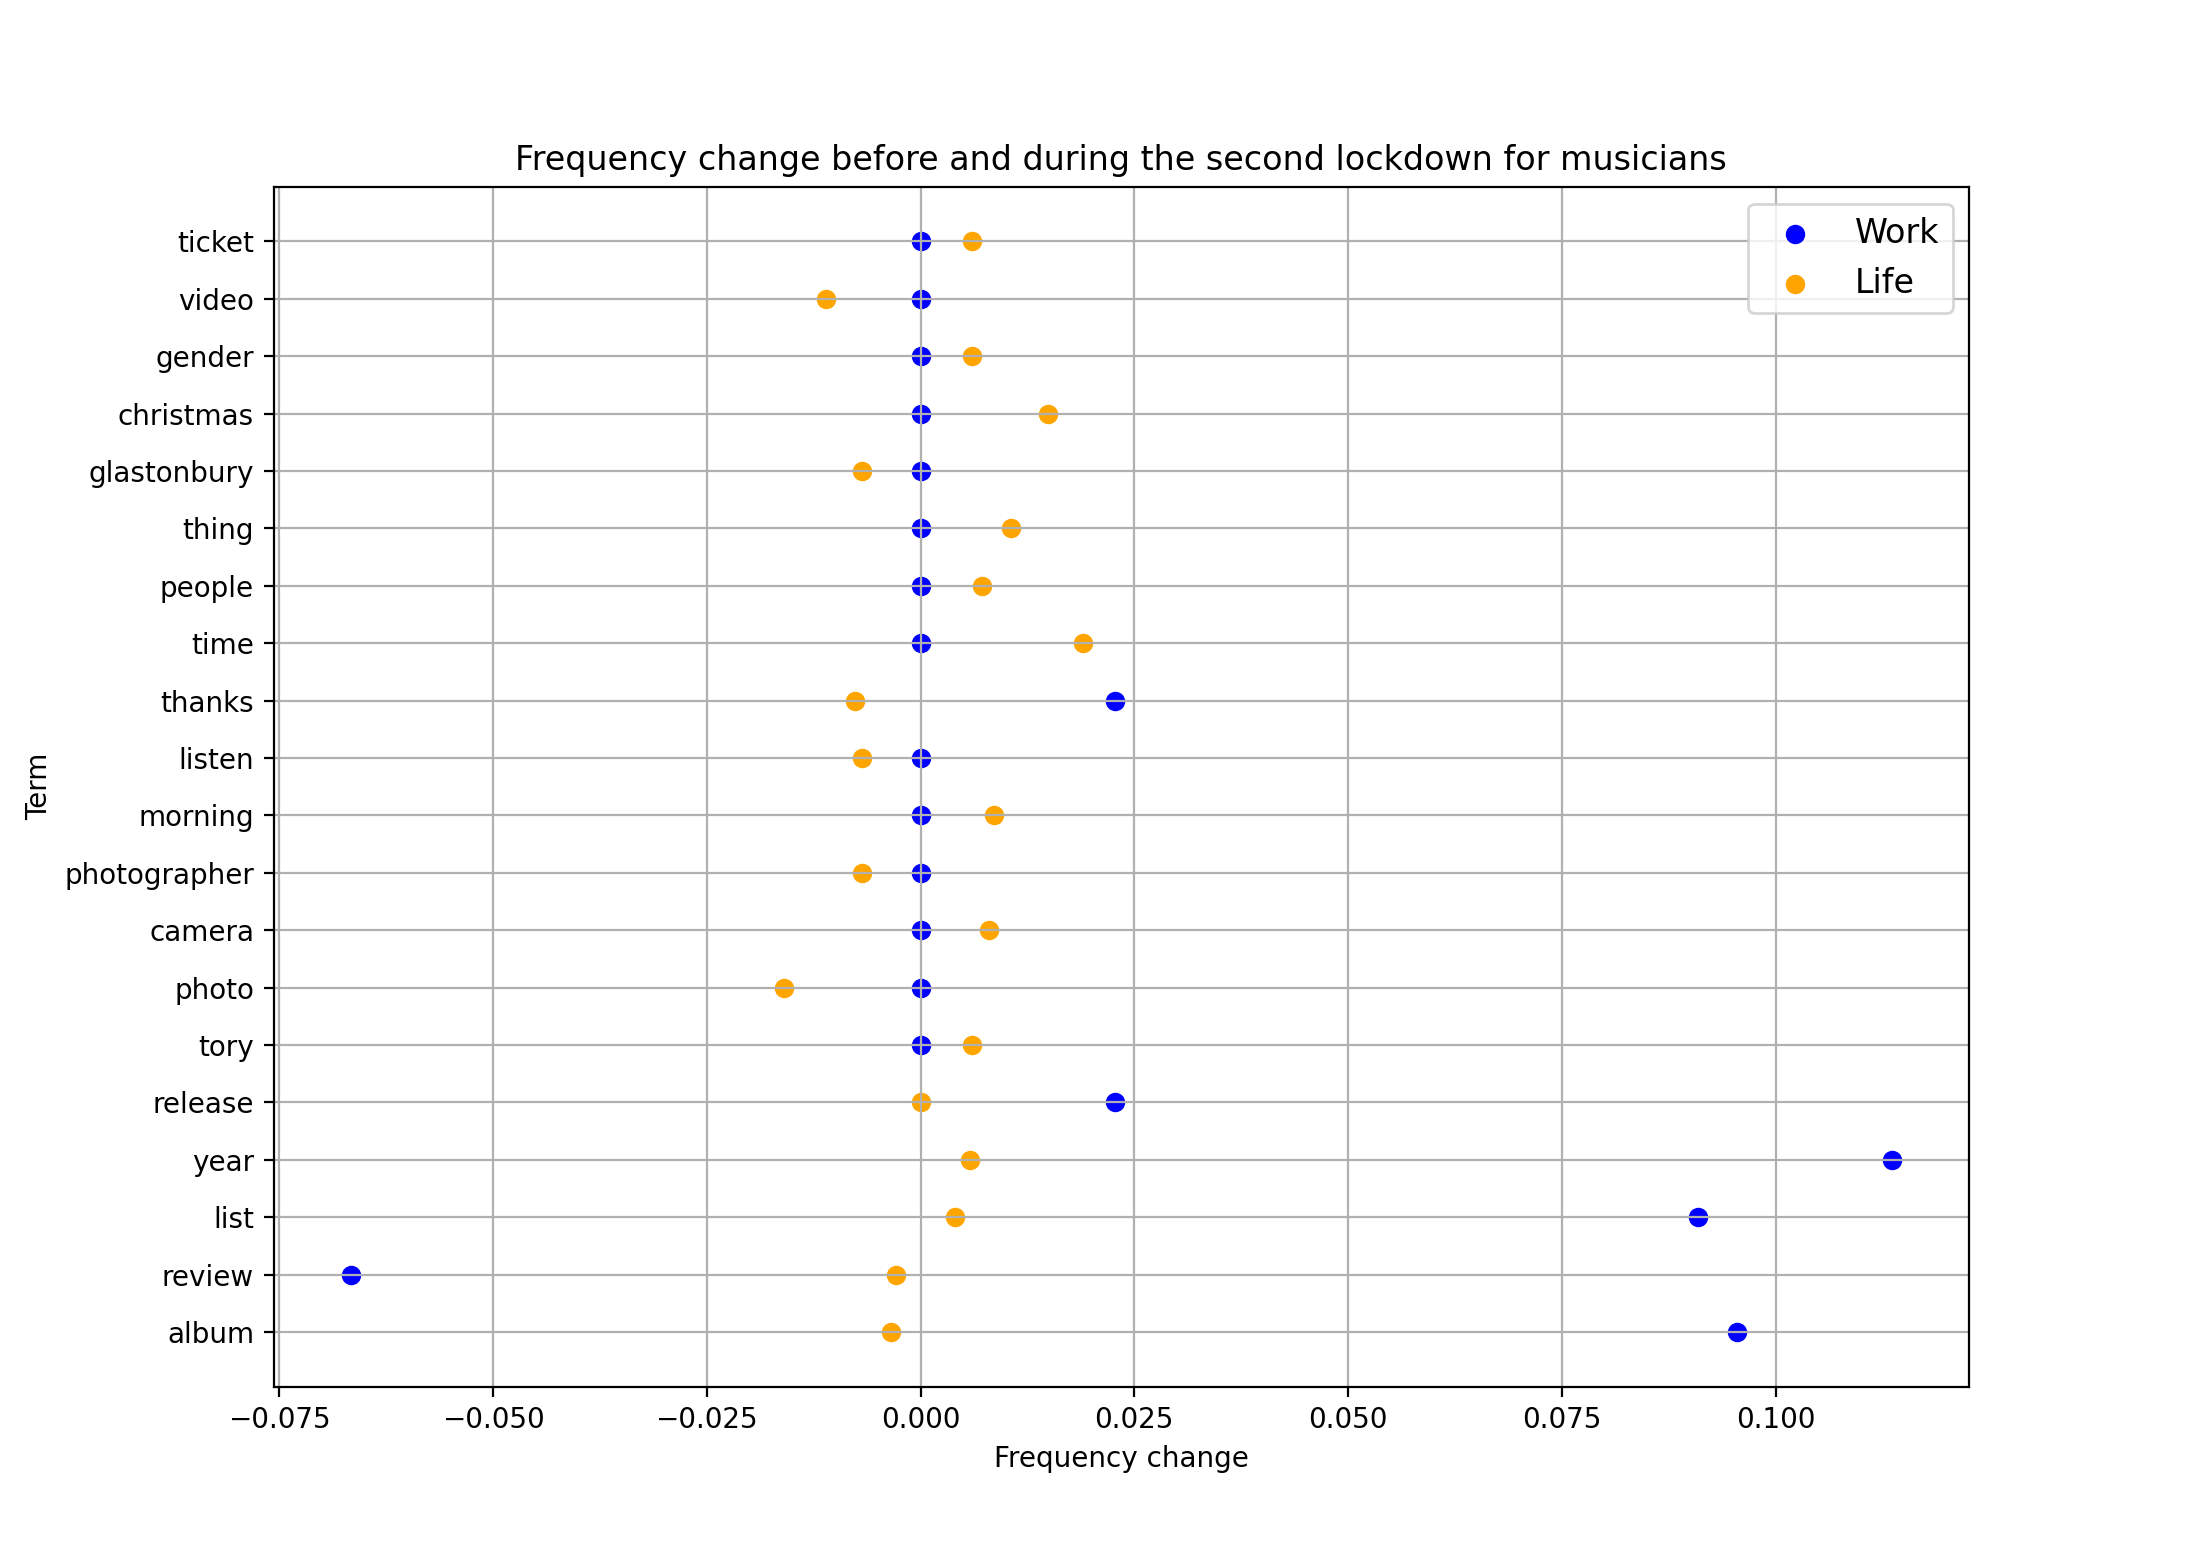 Frequency change before and during the second lockdown for musicians
Work
Life
ticket
video
gender
christmas
glastonbury
thing
people
time
thanks
listen
morning
photographer
camera
photo
tory
release
year
list
review
album
Term
−0.075 −0.050 −0.025 0.000 0.025 0.050 0.075 0.100
Frequency change